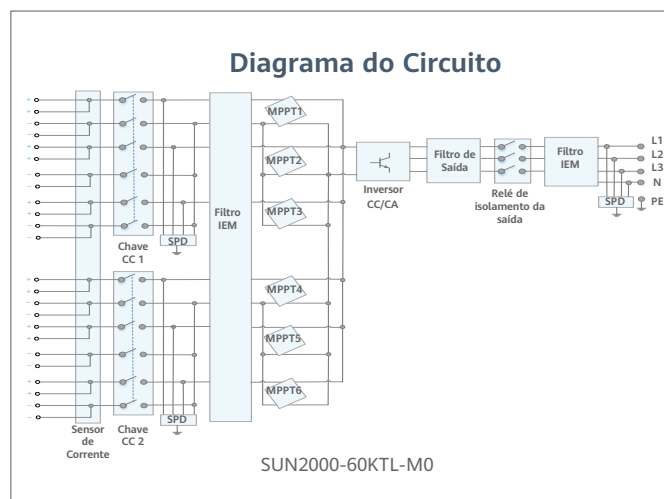 Diagrama do Circuito
MPPT1
MPPT2
MPPT3
MPPT4
MPPT5
MPPT6
Filtro
IEM
SPD
Chave
CC 1
SPD
Chave
CC 2
Sensor
de
Corrente
Inversor
CC/CA
Filtro de
Saída
Relé de
isolamento da
saída
Filtro
IEM
L1
L2
L3
N
PE
SPD
SUN2000-60KTL-M0